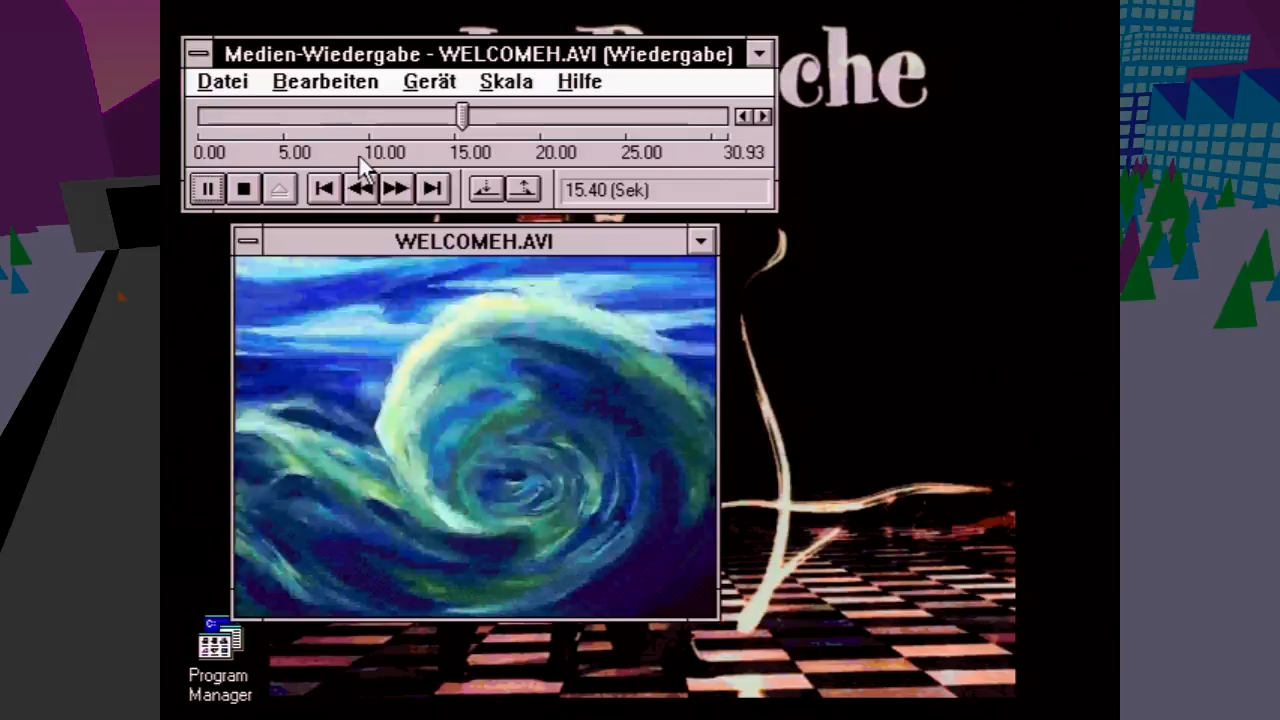 Medien-Wiedergabe - WELCOMEH.AVI (Wiedergabe)
che
Datei Bearbeiten Gerät Skala Hilfe
0.00 5.00 10.00 15.00 20.00 25.00 30.93
15.40 (Sek)
WELCOMEH.AVI
C:
Program
Manager